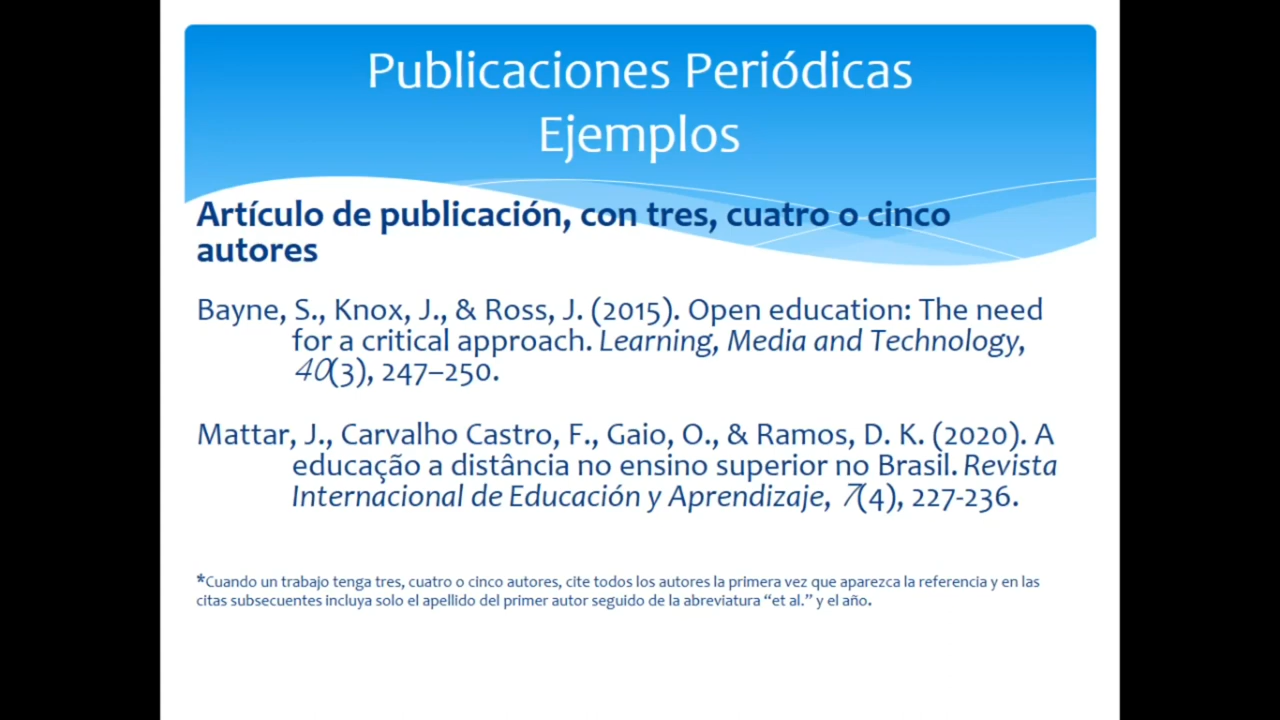 Publicaciones Periódicas
Ejemplos
Artículo de publicación, con tres, cuatro o cinco
autores
Bayne, S., Knox, J., & Ross, J. (2015). Open education: The need
for a critical approach. Learning, Media and Technology,
40(3), 247–250.
Mattar, J., Carvalho Castro, F., Gaio, O., & Ramos, D. K. (2020). A
educação a distância no ensino superior no Brasil. Revista
Internacional de Educación y Aprendizaje, 7(4), 227-236.
*Cuando un trabajo tenga tres, cuatro o cinco autores, cite todos los autores la primera vez que aparezca la referencia y en las
citas subsecuentes incluya solo el apellido del primer autor seguido de la abreviatura “et al.” y el año.